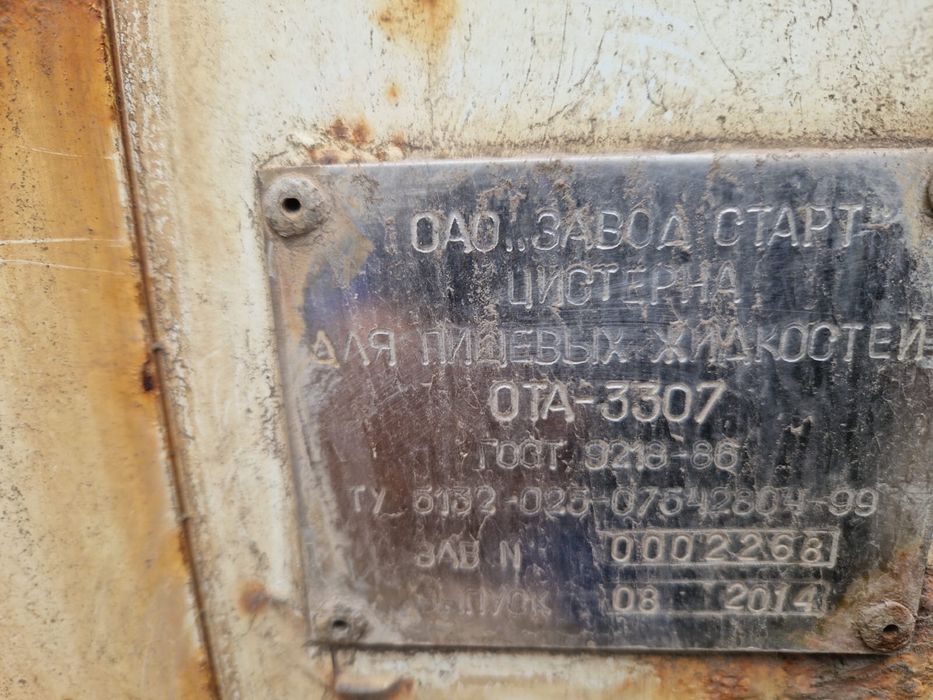 ОАО „ЗАВОД СТАРТ"
ЦИСТЕРНА
ДЛЯ ПИЩЕВЫХ ЖИДКОСТЕЙ
ОТА-3307
ГОСТ 9218-86
ТУ 5132-025-07542804-99
ЗАВ N 0002268
ВЫПУСК 08 2014